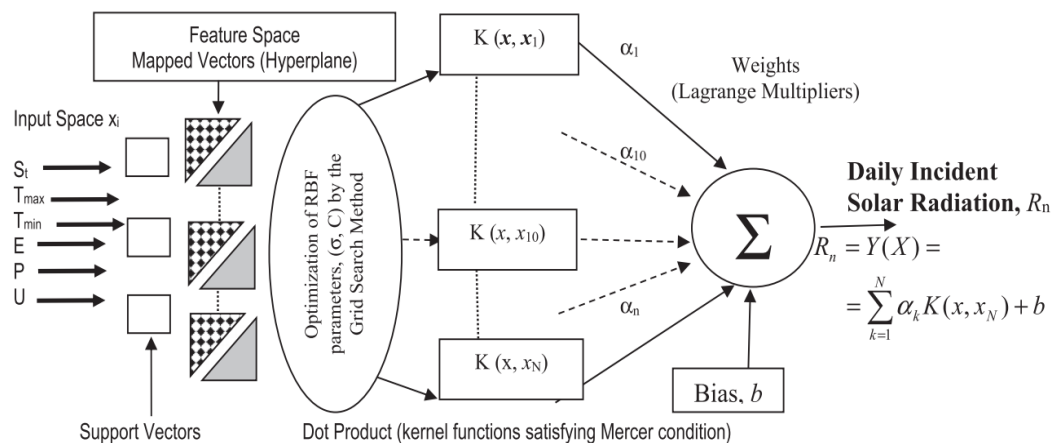 Feature Space
Mapped Vectors (Hyperplane)
Input Space xᵢ
Sₜ
Tmax
Tmin
E
P
U
Support Vectors
Optimization of RBF
parameters, (σ, C) by the
Grid Search Method
K (x, x₁)
K (x, x₁₀)
K (x, x_N)
Dot Product (kernel functions satisfying Mercer condition)
α₁
α₁₀
αₙ
Weights
(Lagrange Multipliers)
Σ
Bias, b
Daily Incident
Solar Radiation, Rₙ
Rₙ = Y(X) =
= ∑_{k=1}^{N} αₖ K(x, x_N) + b